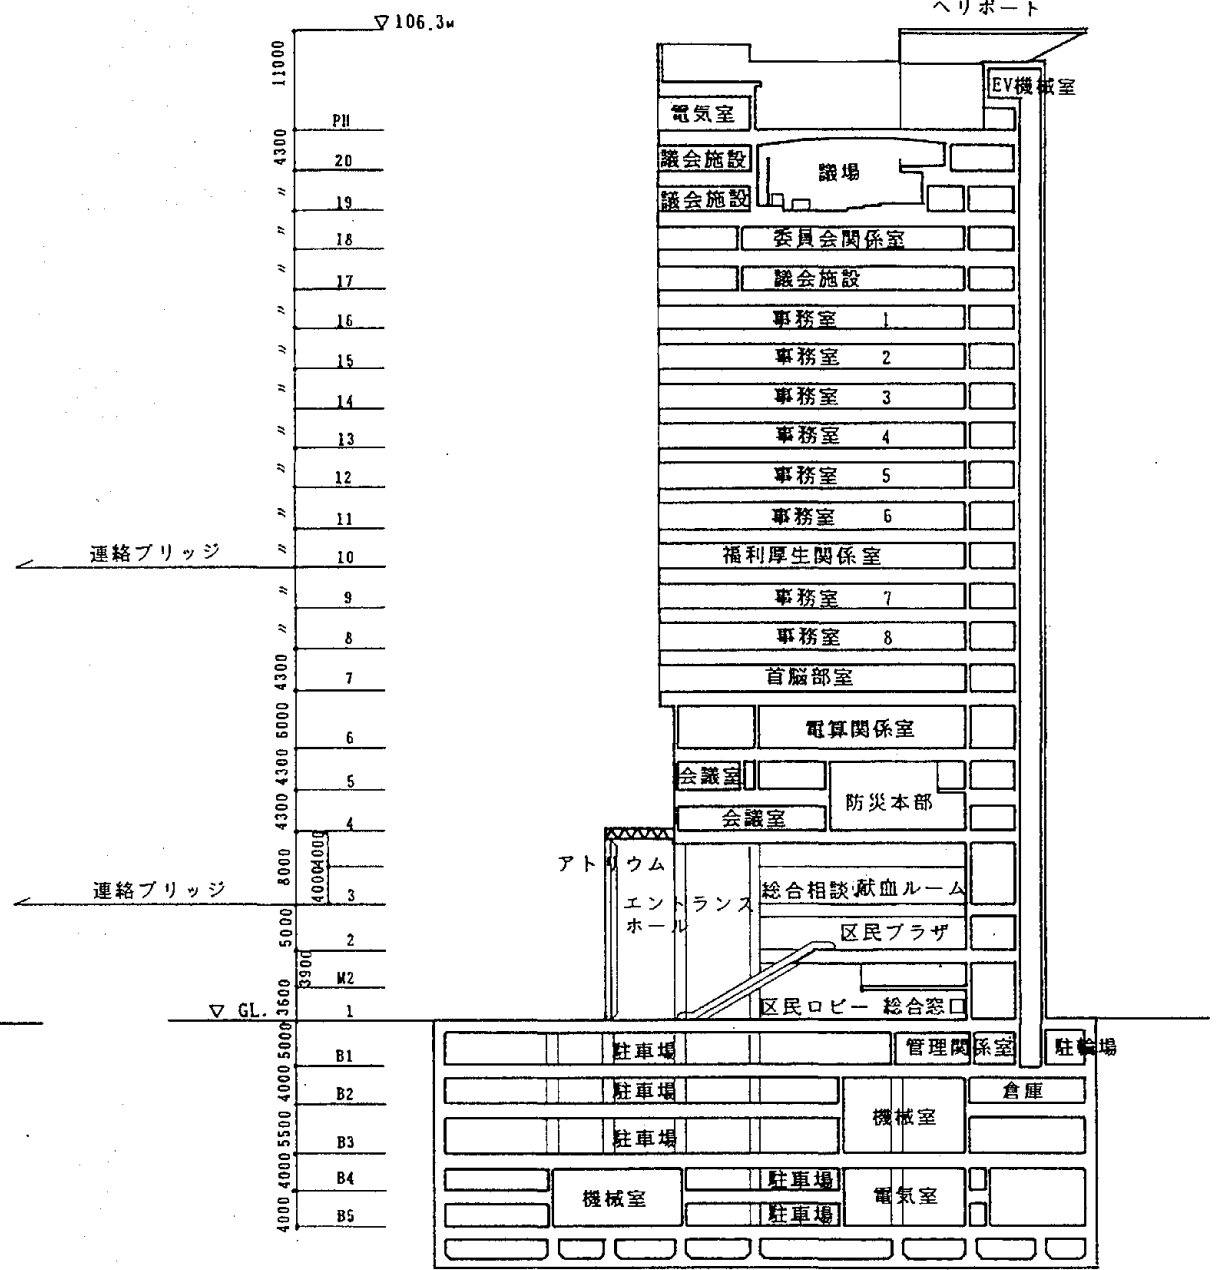 ヘリポート
▽106.3M
11000
EV機械室
電気室
PH
4300
20
議会施設
議場
〃
19
議会施設
〃
18
委員会関係室
〃
17
議会施設
〃
16
事務室 1
〃
15
事務室 2
〃
14
事務室 3
〃
13
事務室 4
〃
12
事務室 5
〃
11
事務室 6
連絡ブリッジ
〃
10
福利厚生関係室
〃
9
事務室 7
〃
8
事務室 8
4300
7
首脳部室
6000
6
電算関係室
4300
5
会議室
防災本部
4300
4
会議室
アトリウム
8000
4000
4000
連絡ブリッジ
3
総合相談・献血ルーム
エントランス
ホール
5000
2
区民プラザ
3900
M2
▽ GL.
3600
1
区民ロビー 総合窓口
5000
B1
駐車場
管理関係室
駐輪場
4000
B2
駐車場
倉庫
機械室
5500
B3
駐車場
4000
B4
駐車場
機械室
電気室
4000
B5
駐車場